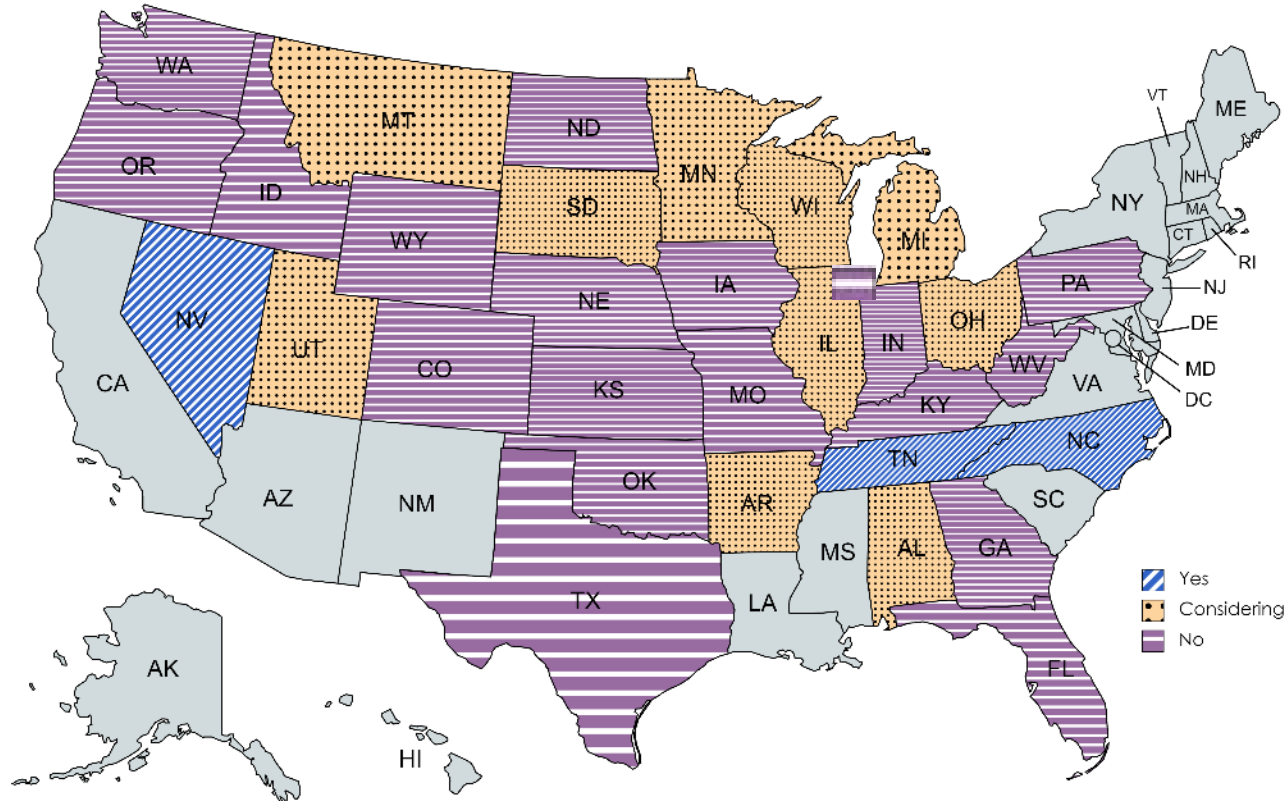 WA
MT
ND
MN
VT
ME
OR
ID
SD
WI
MI
NY
NH
MA
CT
RI
WY
IA
PA
NJ
NV
UT
NE
IL
IN
OH
DE
MD
DC
CA
CO
KS
MO
KY
WV
VA
AZ
NM
OK
AR
TN
NC
SC
MS
AL
GA
TX
LA
FL
AK
HI
Yes
Considering
No